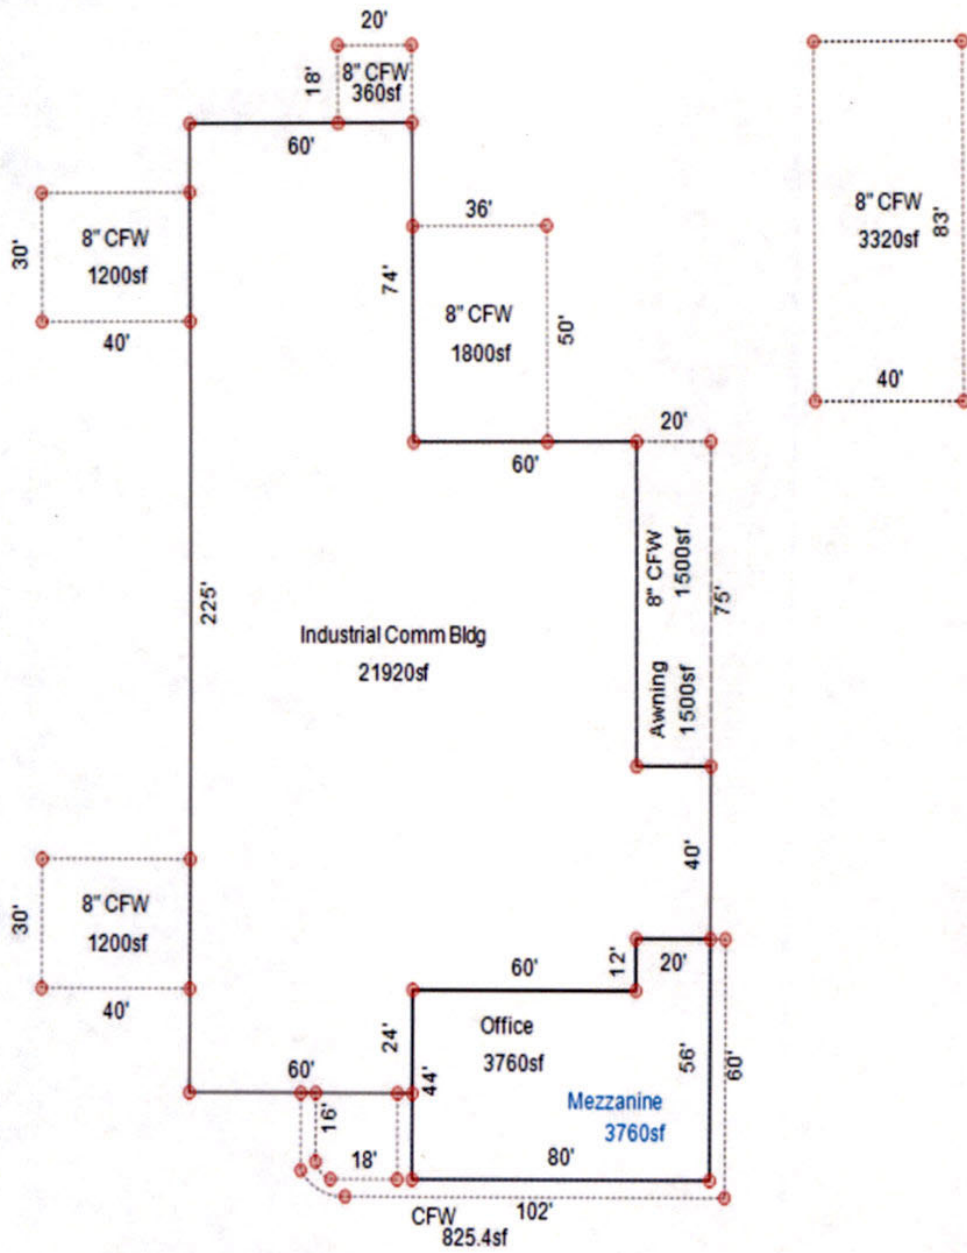 20'
18'
8" CFW
360sf
60'
30'
8" CFW
1200sf
40'
36'
74'
8" CFW
1800sf
50'
8" CFW
3320sf
83'
40'
60'
20'
225'
Industrial Comm Bldg
21920sf
8" CFW
1500sf
Awning
1500sf
75'
40'
30'
8" CFW
1200sf
40'
60'
12'
20'
24'
Office
3760sf
56'
60'
60'
44'
16'
Mezzanine
3760sf
18'
80'
102'
CFW
825.4sf